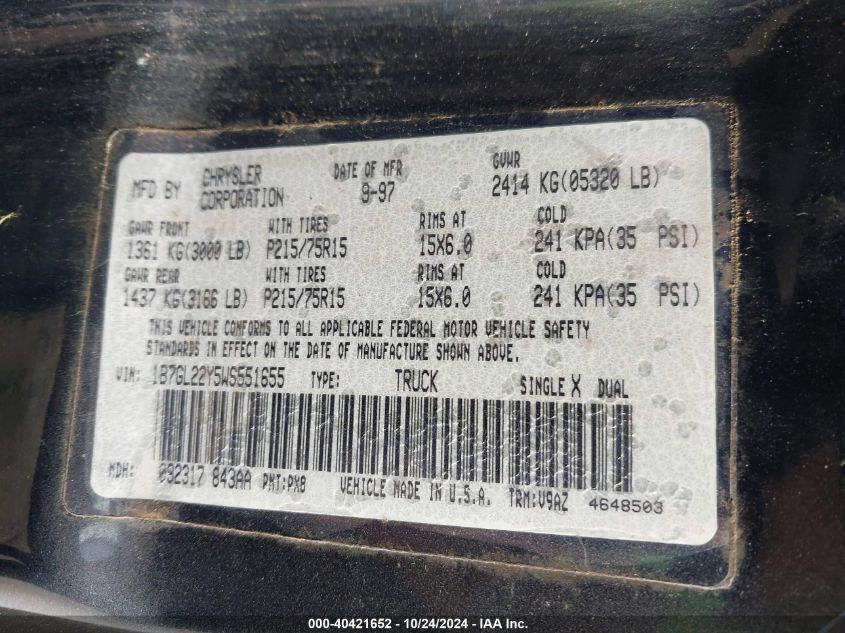 MFD BY CHRYSLER CORPORATION DATE OF MFR 9-97 GVWR 2414 KG(05320 LB)
GAWR FRONT WITH TIRES RIMS AT COLD
1361 KG(3000 LB) P215/75R15 15X6.0 241 KPA(35 PSI)
GAWR REAR WITH TIRES RIMS AT COLD
1437 KG(3166 LB) P215/75R15 15X6.0 241 KPA(35 PSI)
THIS VEHICLE CONFORMS TO ALL APPLICABLE FEDERAL MOTOR VEHICLE SAFETY
STANDARDS IN EFFECT ON THE DATE OF MANUFACTURE SHOWN ABOVE.
VIN: 1B7GL22Y5WS551655 TYPE: TRUCK SINGLE X DUAL
MDH: 092317 843AA PNT:PX8 VEHICLE MADE IN U.S.A. TRM:V9AZ 4648503
000-40421652 - 10/24/2024 - IAA Inc.